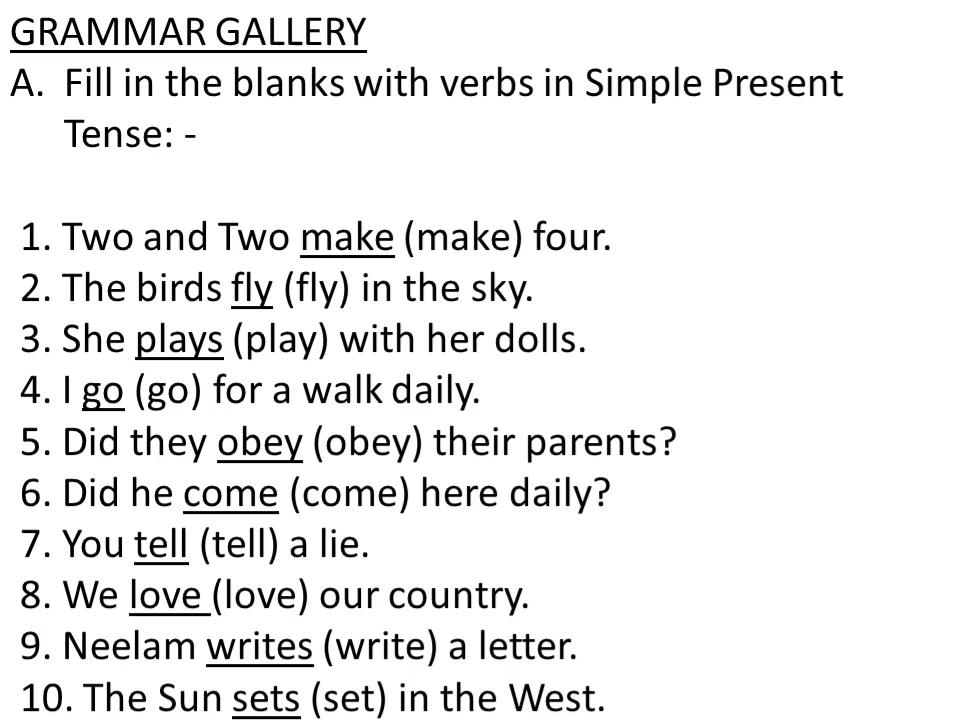 GRAMMAR GALLERY
A. Fill in the blanks with verbs in Simple Present
Tense: -
1. Two and Two make (make) four.
2. The birds fly (fly) in the sky.
3. She plays (play) with her dolls.
4. I go (go) for a walk daily.
5. Did they obey (obey) their parents?
6. Did he come (come) here daily?
7. You tell (tell) a lie.
8. We love (love) our country.
9. Neelam writes (write) a letter.
10. The Sun sets (set) in the West.